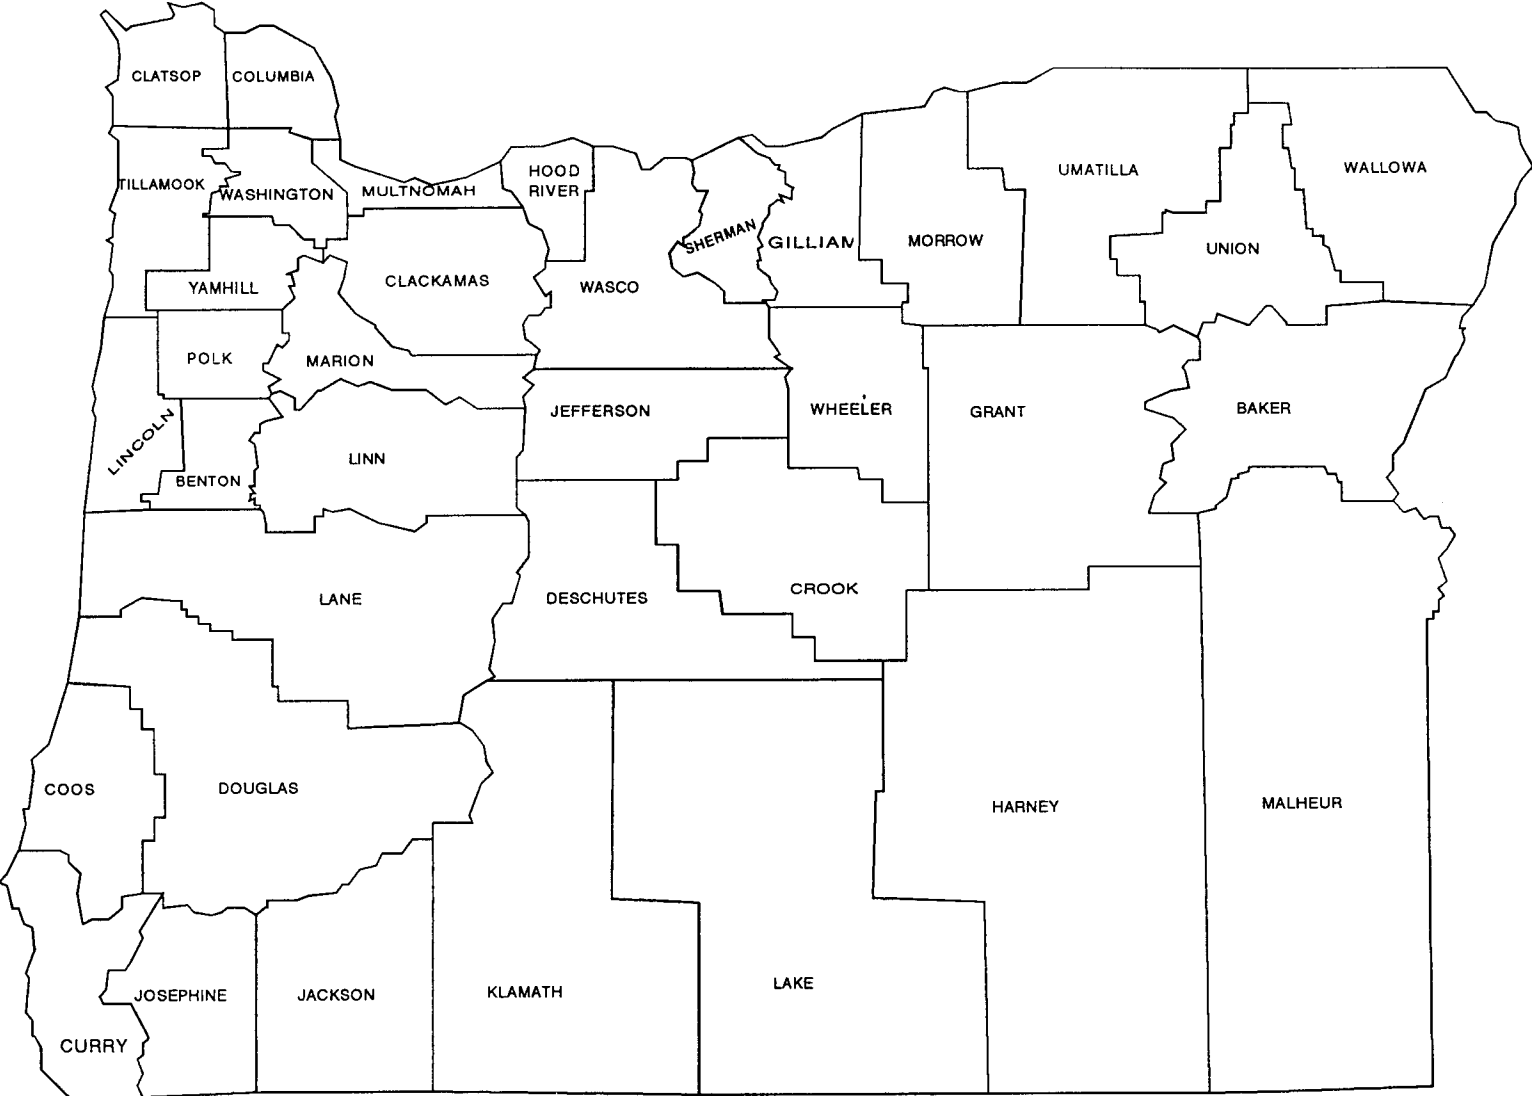 CLATSOP
COLUMBIA
TILLAMOOK
WASHINGTON
MULTNOMAH
HOOD
RIVER
SHERMAN
GILLIAM
MORROW
UMATILLA
UNION
WALLOWA
YAMHILL
CLACKAMAS
WASCO
POLK
MARION
JEFFERSON
WHEELER
GRANT
BAKER
LINCOLN
BENTON
LINN
LANE
DESCHUTES
CROOK
COOS
DOUGLAS
HARNEY
MALHEUR
CURRY
JOSEPHINE
JACKSON
KLAMATH
LAKE